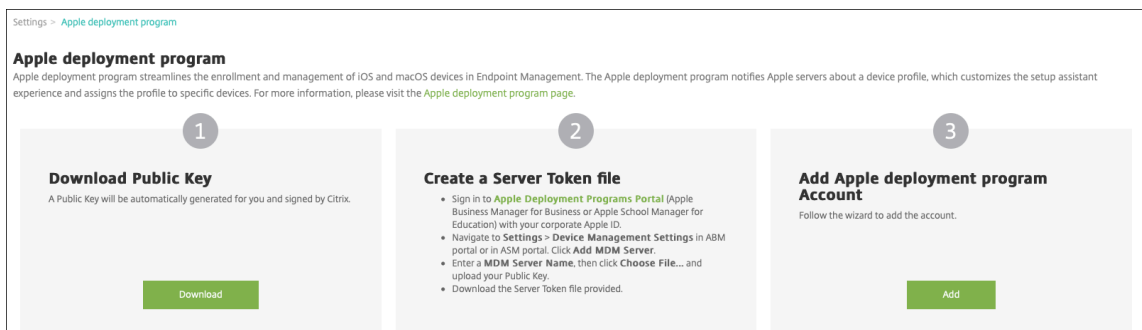 Settings > Apple deployment program
Apple deployment program
Apple deployment program streamlines the enrollment and management of iOS and macOS devices in Endpoint Management. The Apple deployment program notifies Apple servers about a device profile, which customizes the setup assistant
experience and assigns the profile to specific devices. For more information, please visit the Apple deployment program page.
1
Download Public Key
A Public Key will be automatically generated for you and signed by Citrix.
Download
2
Create a Server Token file
• Sign in to Apple Deployment Programs Portal (Apple
Business Manager for Business or Apple School Manager for
Education) with your corporate Apple ID.
• Navigate to Settings > Device Management Settings in ABM
portal or in ASM portal. Click Add MDM Server.
• Enter a MDM Server Name, then click Choose File... and
upload your Public Key.
• Download the Server Token file provided.
3
Add Apple deployment program
Account
Follow the wizard to add the account.
Add